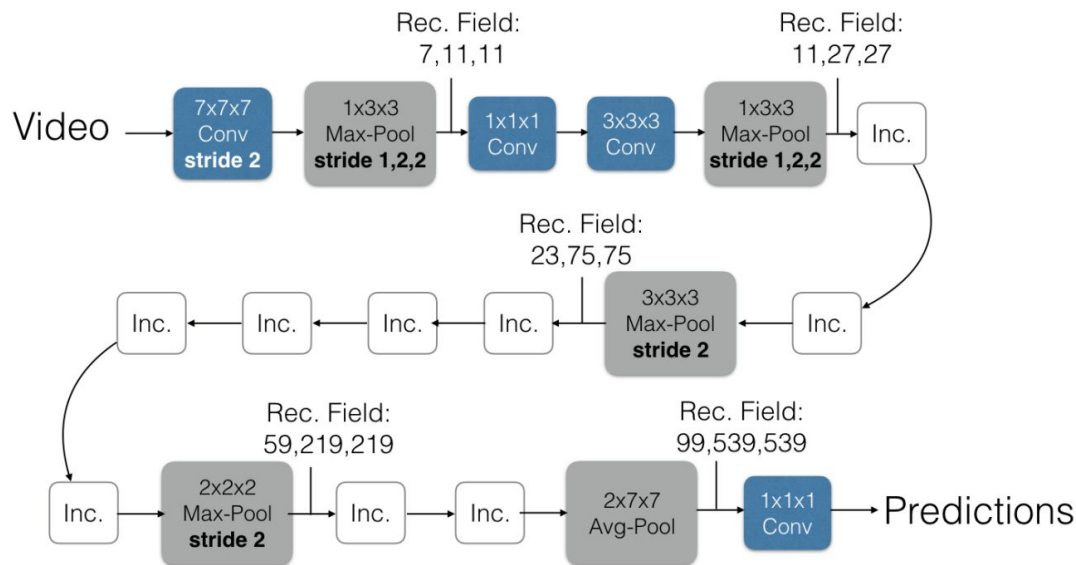 Rec. Field:
7,11,11
Rec. Field:
11,27,27
Video
7x7x7
Conv
stride 2
1x3x3
Max-Pool
stride 1,2,2
1x1x1
Conv
3x3x3
Conv
1x3x3
Max-Pool
stride 1,2,2
Inc.
Rec. Field:
23,75,75
Inc.
3x3x3
Max-Pool
stride 2
Inc.
Inc.
Inc.
Inc.
Rec. Field:
59,219,219
Rec. Field:
99,539,539
Inc.
2x2x2
Max-Pool
stride 2
Inc.
Inc.
2x7x7
Avg-Pool
1x1x1
Conv
Predictions